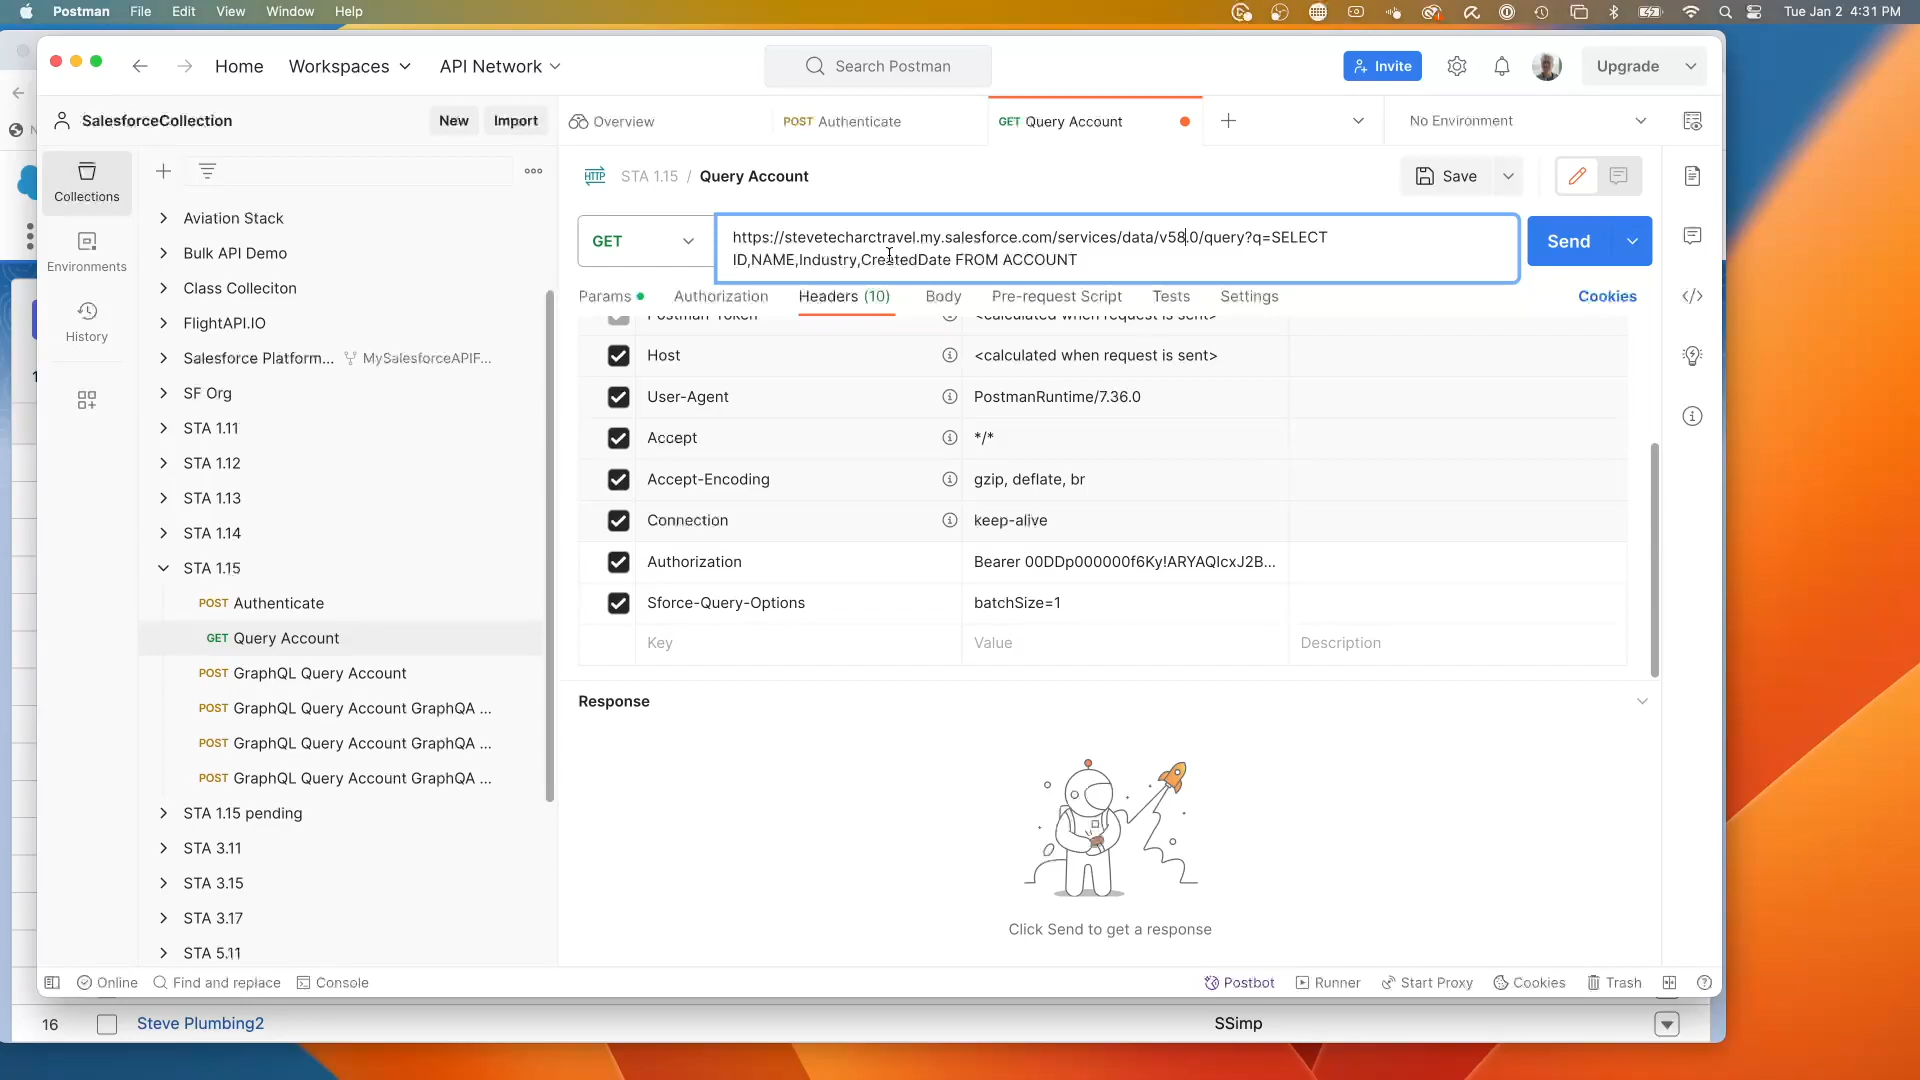 Postman File Edit View Window Help
Tue Jan 2 4:31 PM
Home Workspaces API Network
Search Postman
Invite
Upgrade
SalesforceCollection
New Import
Overview
POST Authenticate
GET Query Account
No Environment
HTTP
STA 1.15 / Query Account
Save
Collections
Environments
History
Aviation Stack
Bulk API Demo
Class Colleciton
FlightAPI.IO
Salesforce Platform... MySalesforceAPIF...
SF Org
STA 1.11
STA 1.12
STA 1.13
STA 1.14
STA 1.15
POST Authenticate
GET Query Account
POST GraphQL Query Account
POST GraphQL Query Account GraphQA ...
POST GraphQL Query Account GraphQA ...
POST GraphQL Query Account GraphQA ...
STA 1.15 pending
STA 3.11
STA 3.15
STA 3.17
STA 5.11
GET
https://stevetecharctravel.my.salesforce.com/services/data/v58.0/query?q=SELECT
ID,NAME,Industry,CreatedDate FROM ACCOUNT
Send
Params Authorization Headers (10) Body Pre-request Script Tests Settings
Cookies
Postman-Token <calculated when request is sent>
Host <calculated when request is sent>
User-Agent PostmanRuntime/7.36.0
Accept */*
Accept-Encoding gzip, deflate, br
Connection keep-alive
Authorization Bearer 00DDp000000f6Ky!ARYAQIcxJ2B...
Sforce-Query-Options batchSize=1
Key Value Description
Response
Click Send to get a response
Online Find and replace Console
Postbot Runner Start Proxy Cookies Trash
16 Steve Plumbing2 SSimp